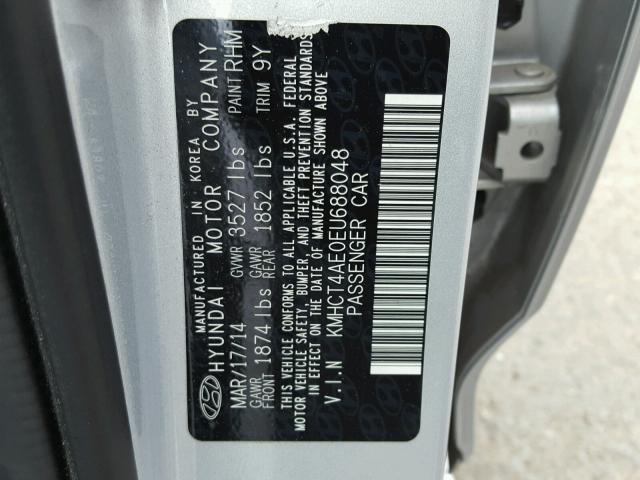 MANUFACTURED IN KOREA BY
HYUNDAI MOTOR COMPANY
MAR/17/14 GVWR 3527 lbs PAINT RHM
GAWR FRONT 1874 lbs GAWR REAR 1852 lbs TRIM 9Y
THIS VEHICLE CONFORMS TO ALL APPLICABLE U.S.A. FEDERAL
MOTOR VEHICLE SAFETY, BUMPER, AND THEFT PREVENTION STANDARDS
IN EFFECT ON THE DATE OF MANUFACTURE SHOWN ABOVE
V.I.N KMHCT4AE0EU688048
PASSENGER CAR